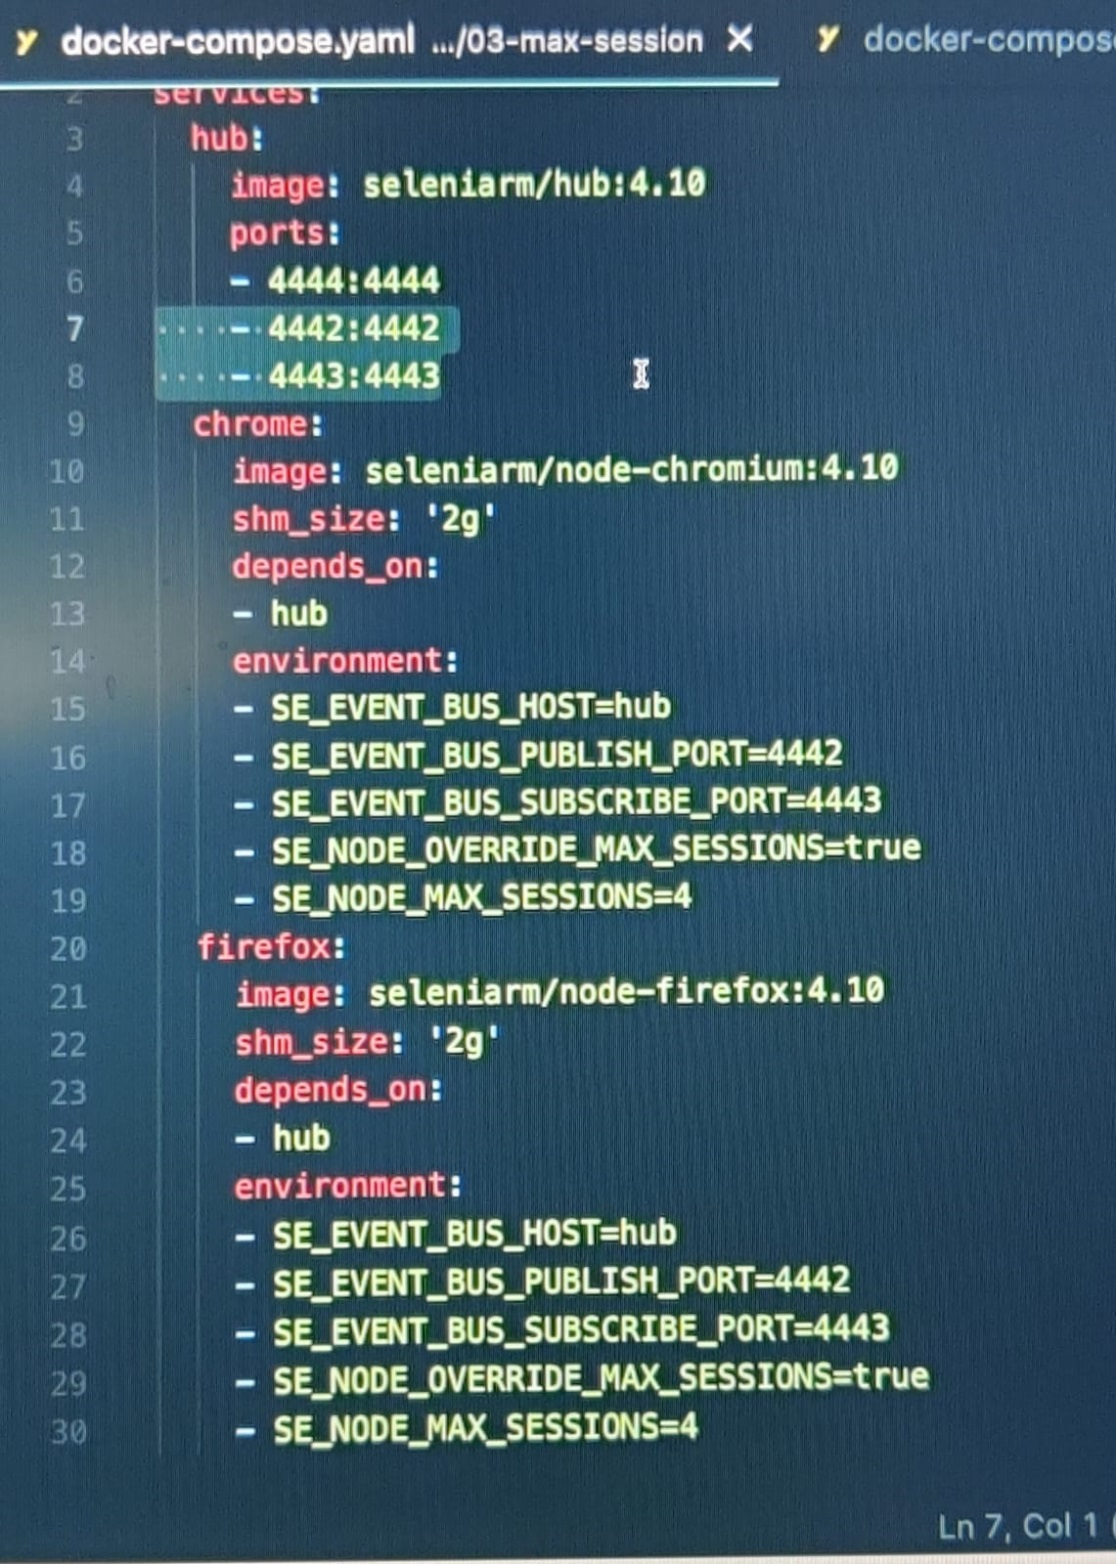 docker-compose.yaml .../03-max-session docker-compose
2 services:
3 hub:
4 image: seleniarm/hub:4.10
5 ports:
6 - 4444:4444
7 - 4442:4442
8 - 4443:4443
9 chrome:
10 image: seleniarm/node-chromium:4.10
11 shm_size: '2g'
12 depends_on:
13 - hub
14 environment:
15 - SE_EVENT_BUS_HOST=hub
16 - SE_EVENT_BUS_PUBLISH_PORT=4442
17 - SE_EVENT_BUS_SUBSCRIBE_PORT=4443
18 - SE_NODE_OVERRIDE_MAX_SESSIONS=true
19 - SE_NODE_MAX_SESSIONS=4
20 firefox:
21 image: seleniarm/node-firefox:4.10
22 shm_size: '2g'
23 depends_on:
24 - hub
25 environment:
26 - SE_EVENT_BUS_HOST=hub
27 - SE_EVENT_BUS_PUBLISH_PORT=4442
28 - SE_EVENT_BUS_SUBSCRIBE_PORT=4443
29 - SE_NODE_OVERRIDE_MAX_SESSIONS=true
30 - SE_NODE_MAX_SESSIONS=4
Ln 7, Col 1